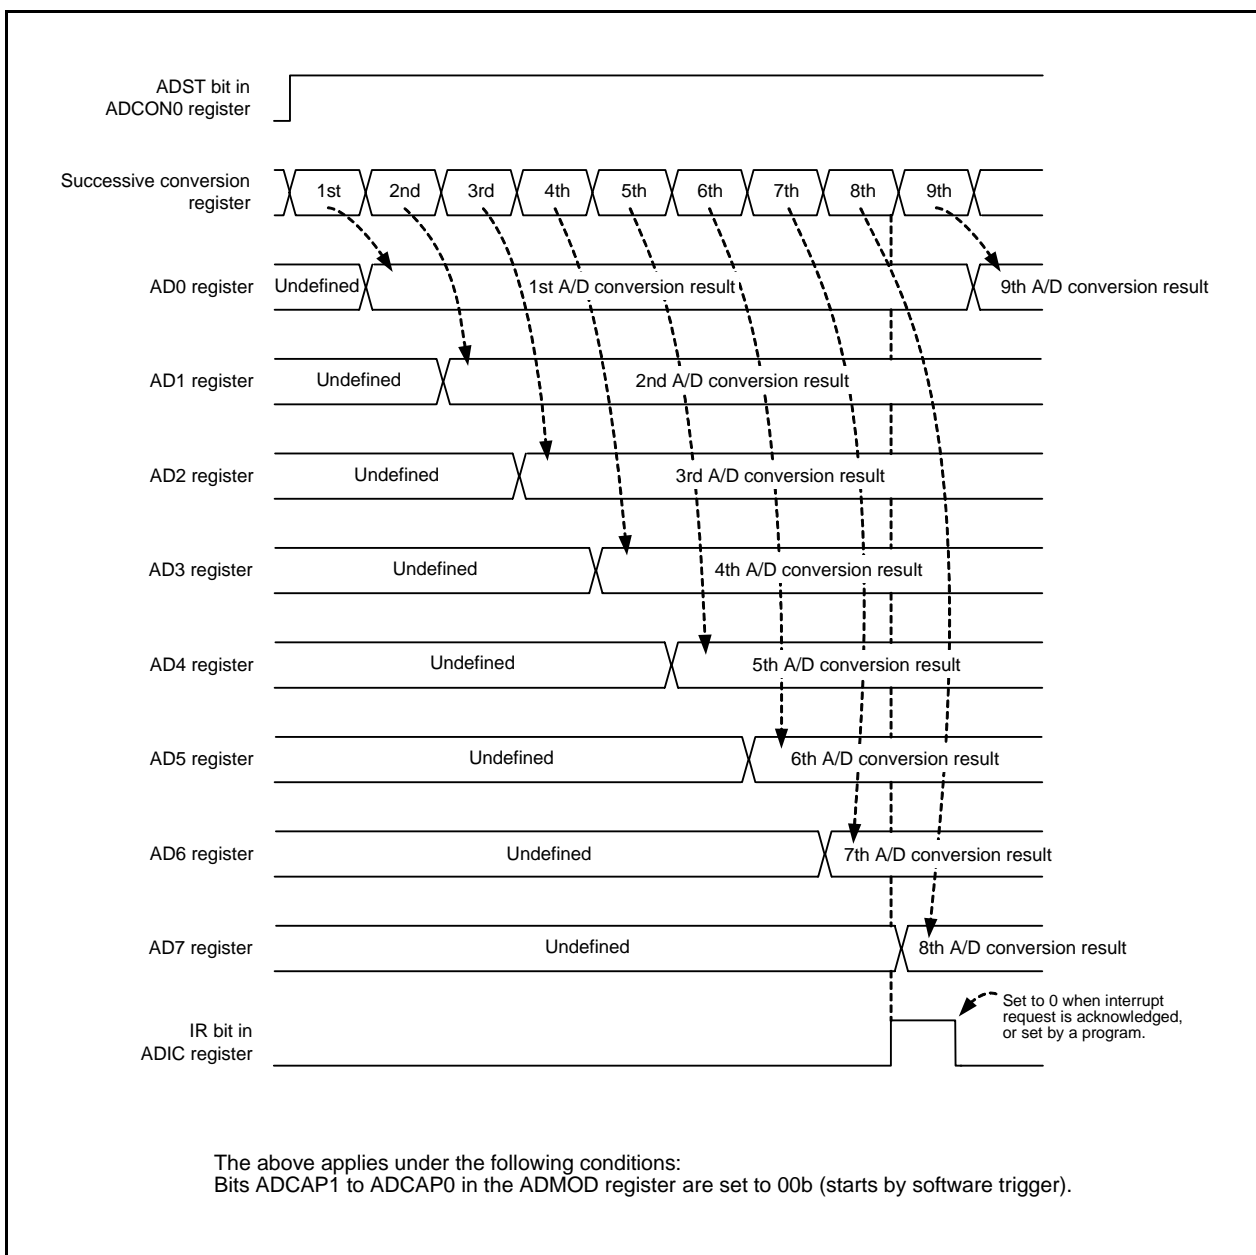 ADST bit in
ADCON0 register
Successive conversion
register
1st 2nd 3rd 4th 5th 6th 7th 8th 9th
AD0 register
Undefined
1st A/D conversion result
9th A/D conversion result
AD1 register
Undefined
2nd A/D conversion result
AD2 register
Undefined
3rd A/D conversion result
AD3 register
Undefined
4th A/D conversion result
AD4 register
Undefined
5th A/D conversion result
AD5 register
Undefined
6th A/D conversion result
AD6 register
Undefined
7th A/D conversion result
AD7 register
Undefined
8th A/D conversion result
IR bit in
ADIC register
Set to 0 when interrupt
request is acknowledged,
or set by a program.
The above applies under the following conditions:
Bits ADCAP1 to ADCAP0 in the ADMOD register are set to 00b (starts by software trigger).